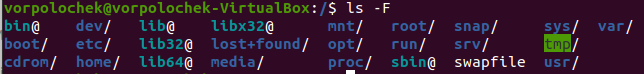 vorpolochek@vorpolochek-VirtualBox:/$ ls -F
bin@ dev/ lib@ libx32@ mnt/ root/ snap/ sys/ var/
boot/ etc/ lib32@ lost+found/ opt/ run/ srv/ tmp/
cdrom/ home/ lib64@ media/ proc/ sbin@ swapfile usr/